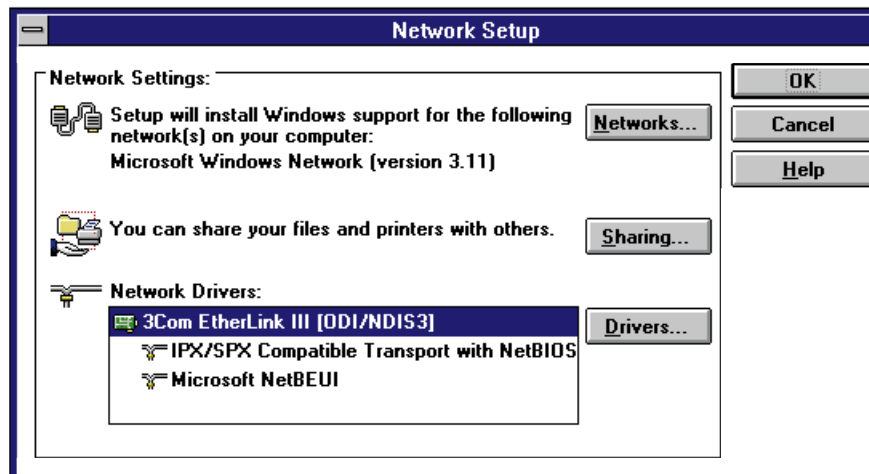 Network Setup
Network Settings:
Setup will install Windows support for the following
network(s) on your computer:
Microsoft Windows Network (version 3.11)
Networks...
You can share your files and printers with others.
Sharing...
Network Drivers:
3Com EtherLink III [ODI/NDIS3]
IPX/SPX Compatible Transport with NetBIOS
Microsoft NetBEUI
Drivers...
OK
Cancel
Help